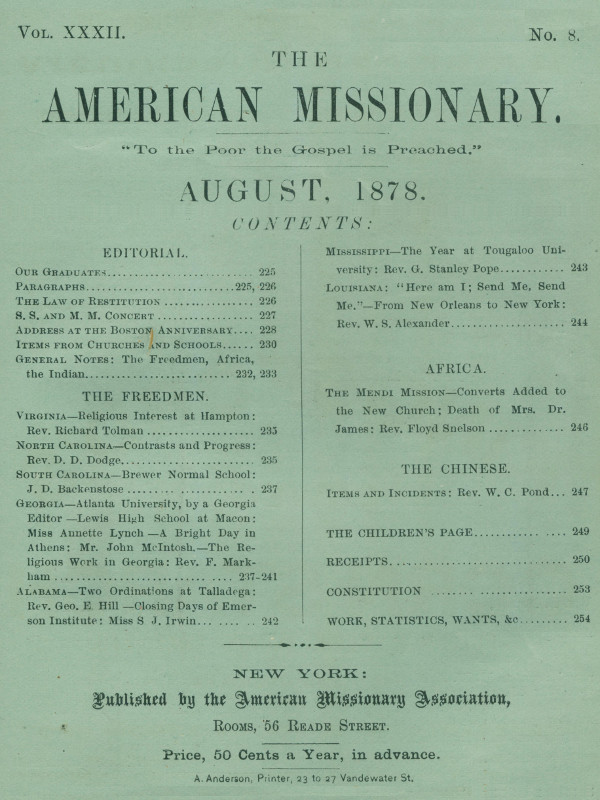 VOL. XXXII.
No. 8.
THE
AMERICAN MISSIONARY.
"To the Poor the Gospel is Preached."
AUGUST, 1878.
CONTENTS:
EDITORIAL.
OUR GRADUATES.......................... 225
PARAGRAPHS...........................225, 226
THE LAW OF RESTITUTION ................ 226
S. S. AND M. M. CONCERT ................. 227
ADDRESS AT THE BOSTON ANNIVERSARY.... 228
ITEMS FROM CHURCHES AND SCHOOLS...... 230
GENERAL NOTES: The Freedmen, Africa,
the Indian.......................... 232, 233
THE FREEDMEN.
VIRGINIA—Religious Interest at Hampton:
Rev. Richard Tolman .................... 235
NORTH CAROLINA—Contrasts and Progress:
Rev. D. D. Dodge......................... 235
SOUTH CAROLINA—Brewer Normal School:
J. D. Backenstose ........................ 237
GEORGIA—Atlanta University, by a Georgia
Editor—Lewis High School at Macon:
Miss Annette Lynch—A Bright Day in
Athens: Mr. John McIntosh.—The Re-
ligious Work in Georgia: Rev. F. Mark-
ham ................................ 237-241
ALABAMA—Two Ordinations at Talladega:
Rev. Geo. E. Hill—Closing Days of Emer-
son Institute: Miss S J. Irwin.......... 242
MISSISSIPPI—The Year at Tougaloo Uni-
versity: Rev. G. Stanley Pope............ 243
LOUISIANA: "Here am I; Send Me, Send
Me."—From New Orleans to New York:
Rev. W. S. Alexander..................... 244
AFRICA.
THE MENDI MISSION—Converts Added to
the New Church; Death of Mrs. Dr.
James: Rev. Floyd Snelson .............. 246
THE CHINESE.
ITEMS AND INCIDENTS: Rev. W. C. Pond... 247
THE CHILDREN'S PAGE................ 249
RECEIPTS............................. 250
CONSTITUTION ........................ 253
WORK, STATISTICS, WANTS, &c......... 254
NEW YORK:
Published by the American Missionary Association,
ROOMS, 56 READE STREET.
Price, 50 Cents a Year, in advance.
A. Anderson, Printer, 23 to 27 Vandewater St.